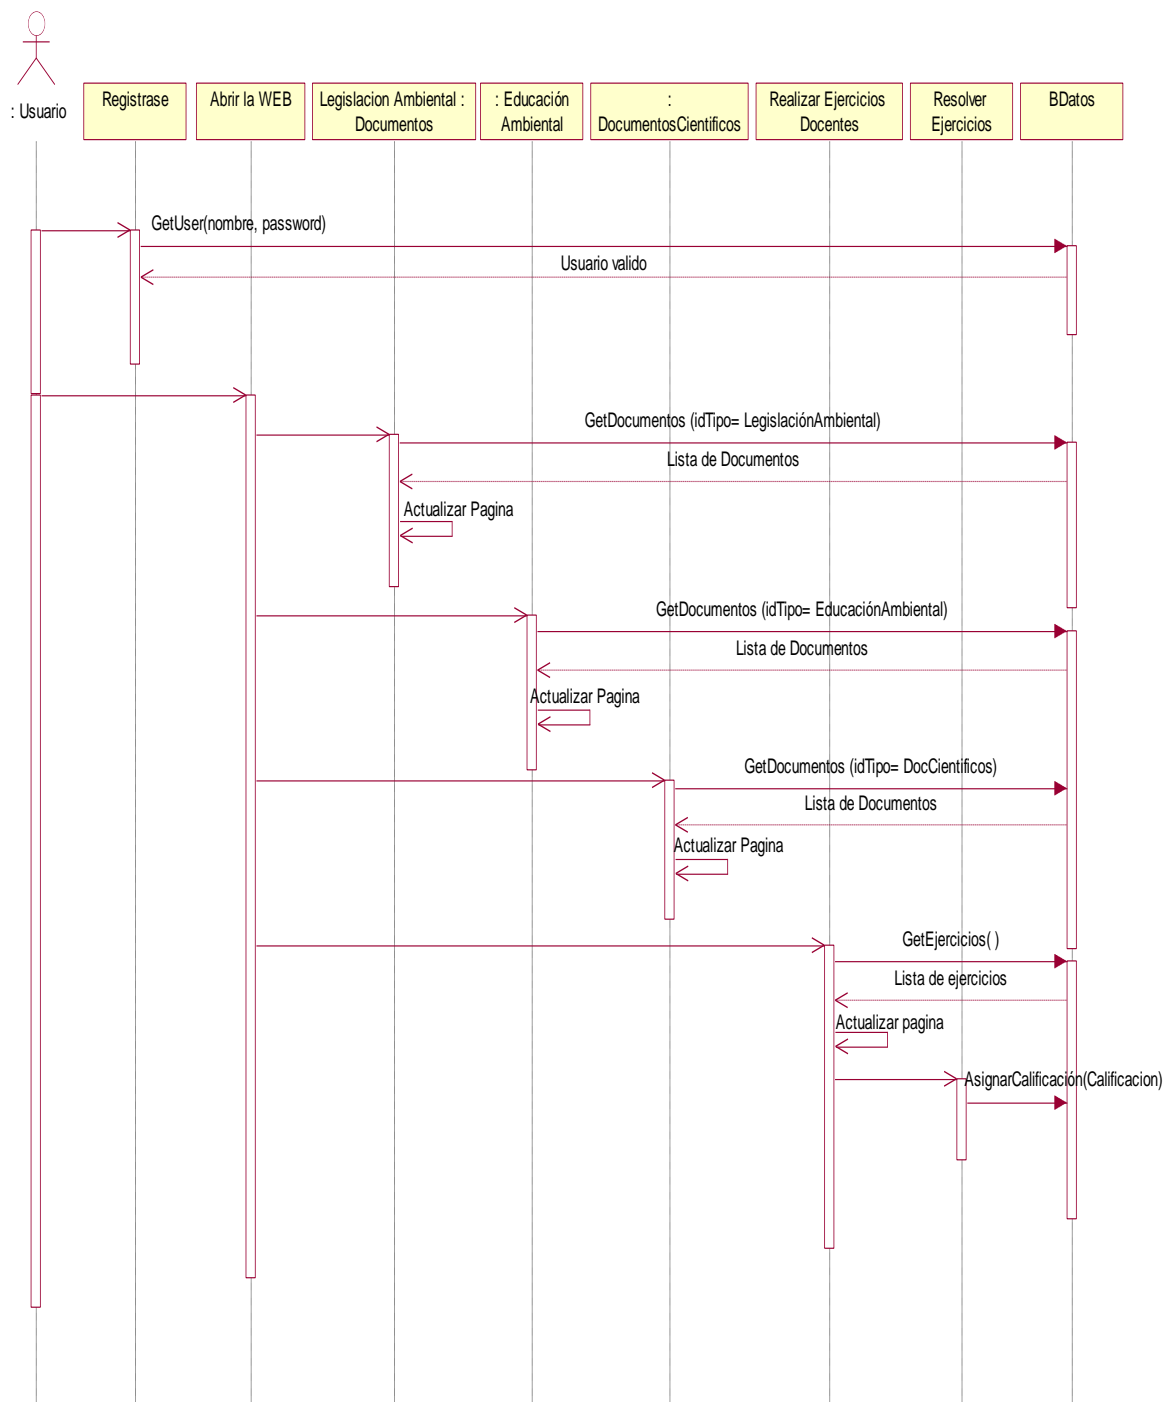 : Usuario
Registrase
Abrir la WEB
Legislacion Ambiental :
Documentos
: Educación
Ambiental
:
DocumentosCientificos
Realizar Ejercicios
Docentes
Resolver
Ejercicios
BDatos
GetUser(nombre, password)
Usuario valido
GetDocumentos (idTipo= LegislaciónAmbiental)
Lista de Documentos
Actualizar Pagina
GetDocumentos (idTipo= EducaciónAmbiental)
Lista de Documentos
Actualizar Pagina
GetDocumentos (idTipo= DocCientificos)
Lista de Documentos
Actualizar Pagina
GetEjercicios( )
Lista de ejercicios
Actualizar pagina
AsignarCalificación(Calificacion)